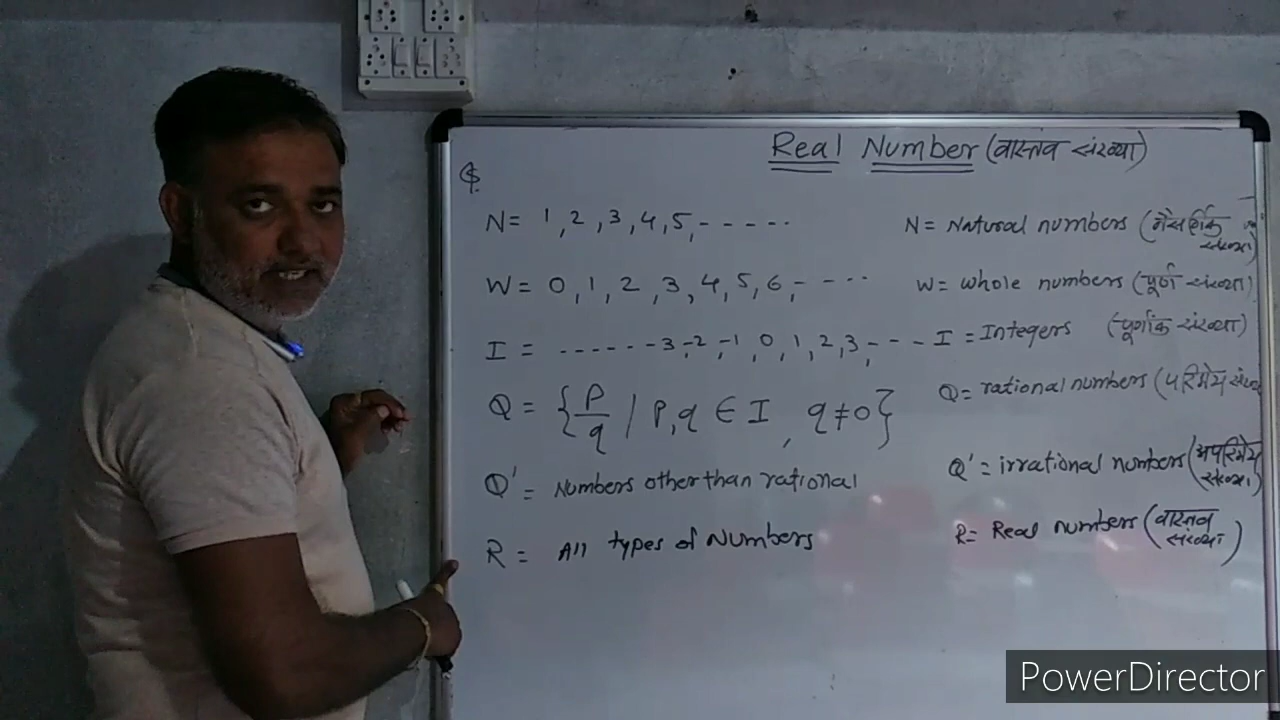 Real Number (वास्तव संख्या)
Q.
N = 1, 2, 3, 4, 5, - - - - -
N = Natural numbers (नैसर्गिक संख्या)
W = 0, 1, 2, 3, 4, 5, 6, - - - -
W = whole numbers (पूर्ण संख्या)
I = - - - - - - -3, -2, -1, 0, 1, 2, 3, - - -
I = Integers (पूर्णांक संख्या)
Q = {p/q / p, q ∈ I, q ≠ 0}
Q = rational numbers (परिमेय
Q' = Numbers other than rational
Q' = irrational numbers (अपरिमेय संख्या)
R = All types of Numbers
R = Real numbers (वास्तव संख्या)
PowerDirector